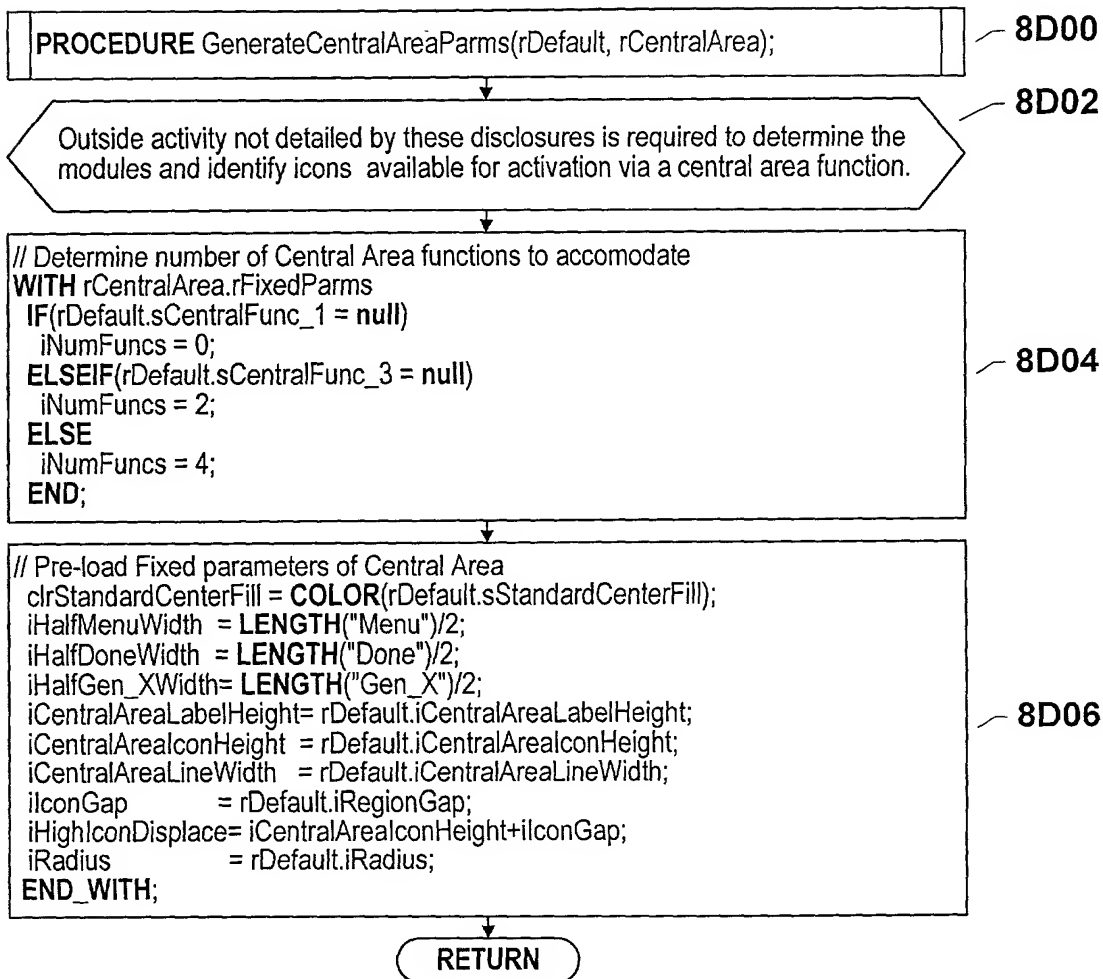 PROCEDURE GenerateCentralAreaParms(rDefault, rCentralArea);
8D00
8D02
Outside activity not detailed by these disclosures is required to determine the
modules and identify icons available for activation via a central area function.
// Determine number of Central Area functions to accomodate
WITH rCentralArea.rFixedParms
IF(rDefault.sCentralFunc_1 = null)
iNumFuncs = 0;
ELSEIF(rDefault.sCentralFunc_3 = null)
iNumFuncs = 2;
ELSE
iNumFuncs = 4;
END;
8D04
// Pre-load Fixed parameters of Central Area
clrStandardCenterFill = COLOR(rDefault.sStandardCenterFill);
iHalfMenuWidth = LENGTH("Menu")/2;
iHalfDoneWidth = LENGTH("Done")/2;
iHalfGen_XWidth= LENGTH("Gen_X")/2;
iCentralAreaLabelHeight= rDefault.iCentralAreaLabelHeight;
iCentralAreaIconHeight = rDefault.iCentralAreaIconHeight;
iCentralAreaLineWidth = rDefault.iCentralAreaLineWidth;
iIconGap = rDefault.iRegionGap;
iHighIconDisplace= iCentralAreaIconHeight+iIconGap;
iRadius = rDefault.iRadius;
END_WITH;
8D06
RETURN